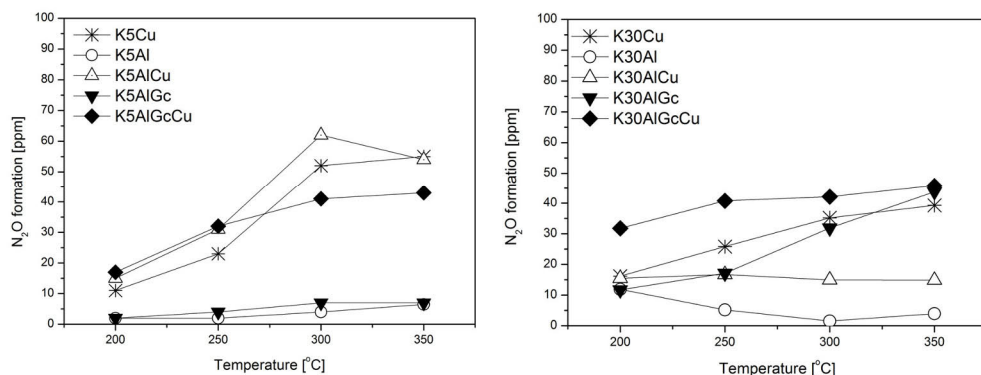 100
90
80
70
60
50
40
30
20
10
0
N₂O formation [ppm]
K5Cu
K5Al
K5AlCu
K5AlGc
K5AlGcCu
200 250 300 350
Temperature [°C]
100
90
80
70
60
50
40
30
20
10
0
N₂O formation [ppm]
K30Cu
K30Al
K30AlCu
K30AlGc
K30AlGcCu
200 250 300 350
Temperature [°C]